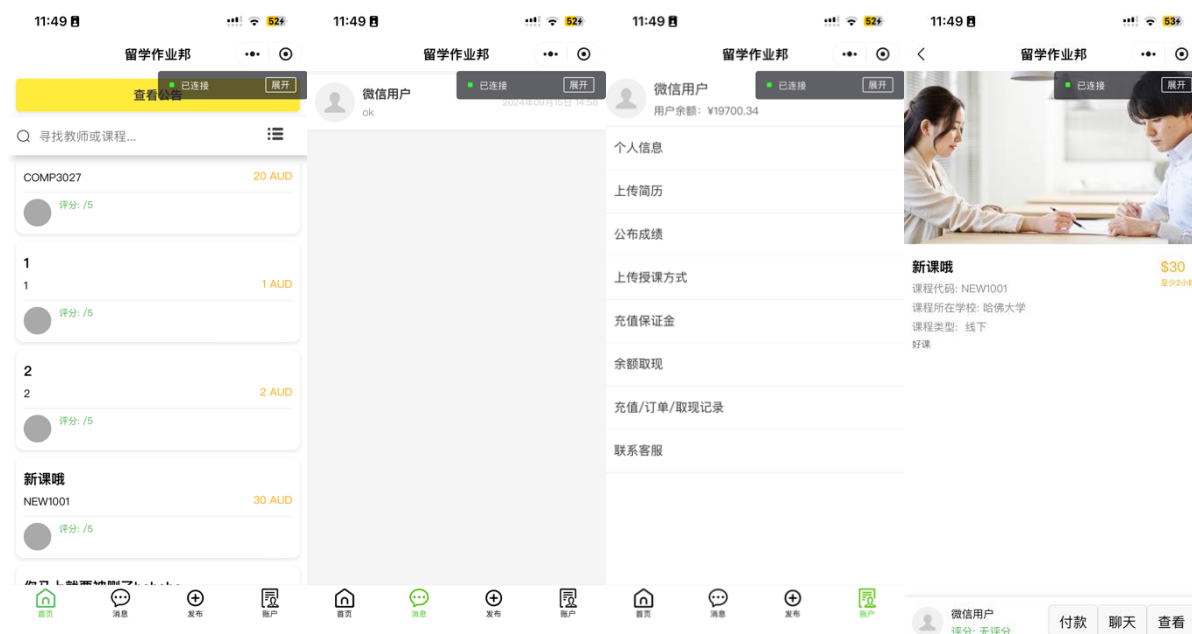 11:49
52
留学作业邦
已连接
展开
查看公告
寻找教师或课程...
COMP3027
20 AUD
评分: /5
1
1
1 AUD
评分: /5
2
2
2 AUD
评分: /5
新课哦
NEW1001
30 AUD
评分: /5
首页
消息
发布
账户
11:49
52
留学作业邦
已连接
展开
微信用户
2024年09月15日 14:58
ok
首页
消息
发布
账户
11:49
52
留学作业邦
已连接
展开
微信用户
用户余额: ¥19700.34
个人信息
上传简历
公布成绩
上传授课方式
充值保证金
余额取现
充值/订单/取现记录
联系客服
首页
消息
发布
账户
11:49
53
留学作业邦
已连接
展开
新课哦
$30
至少2小时
课程代码: NEW1001
课程所在学校: 哈佛大学
课程类型: 线下
好课
微信用户
评分: 无评分
付款
聊天
查看